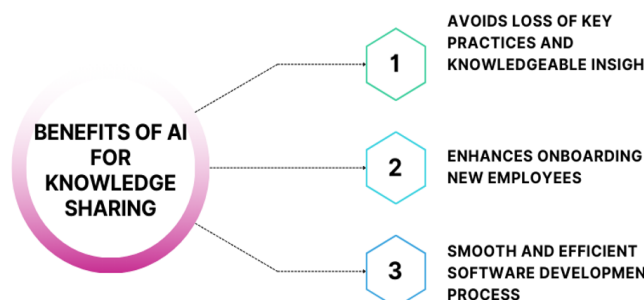 BENEFITS OF AI
FOR
KNOWLEDGE
SHARING
1
AVOIDS LOSS OF KEY
PRACTICES AND
KNOWLEDGEABLE INSIGH
2
ENHANCES ONBOARDING
NEW EMPLOYEES
3
SMOOTH AND EFFICIENT
SOFTWARE DEVELOPMEN
PROCESS